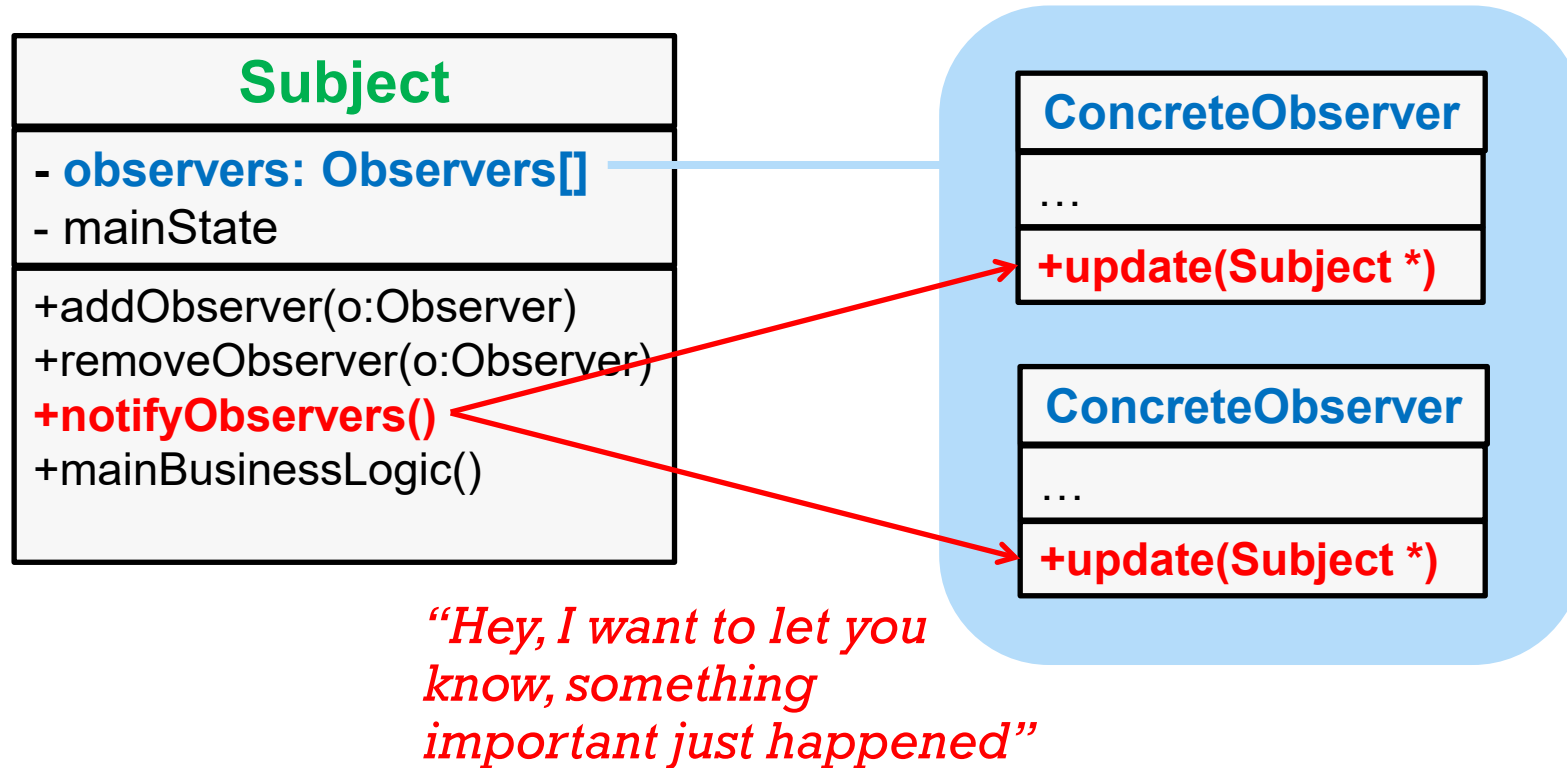 Subject
- observers: Observers[]
- mainState
+addObserver(o:Observer)
+removeObserver(o:Observer)
+notifyObservers()
+mainBusinessLogic()
ConcreteObserver
…
+update(Subject *)
ConcreteObserver
…
+update(Subject *)
“Hey, I want to let you
know, something
important just happened”